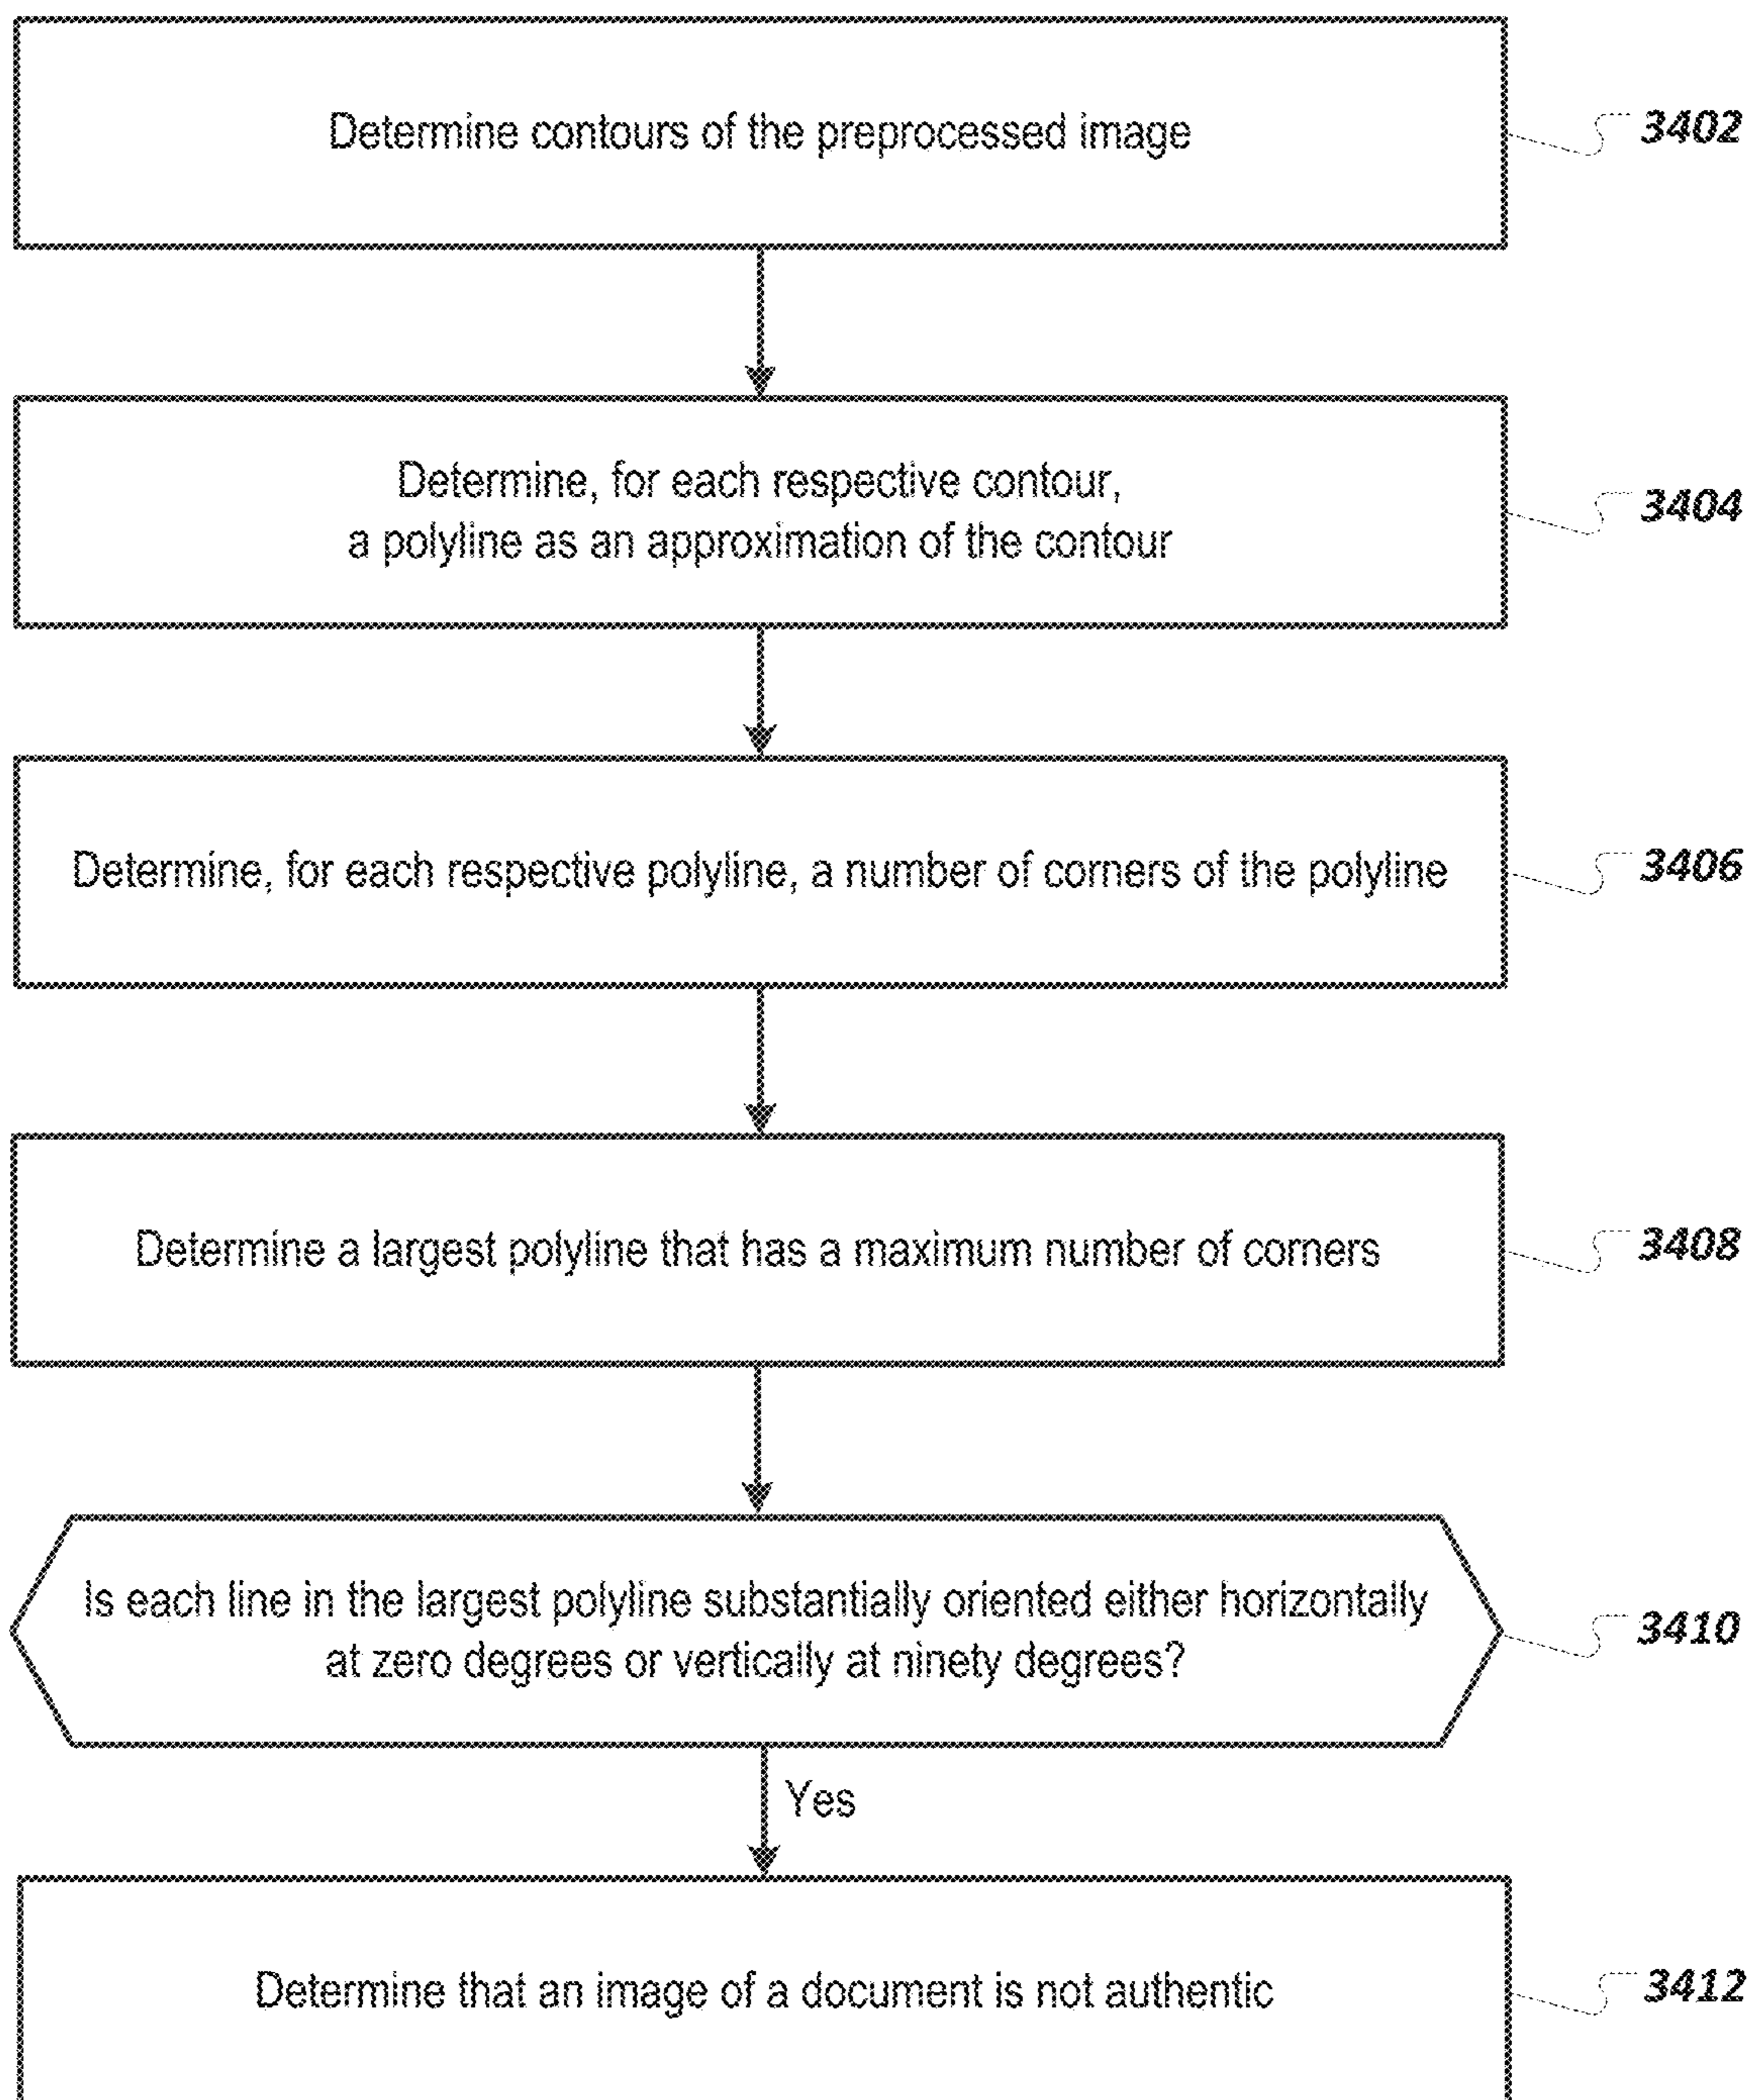 Determine contours of the preprocessed image
3402
Determine, for each respective contour,
a polyline as an approximation of the contour
3404
Determine, for each respective polyline, a number of corners of the polyline
3406
Determine a largest polyline that has a maximum number of corners
3408
Is each line in the largest polyline substantially oriented either horizontally
at zero degrees or vertically at ninety degrees?
3410
Yes
Determine that an image of a document is not authentic
3412